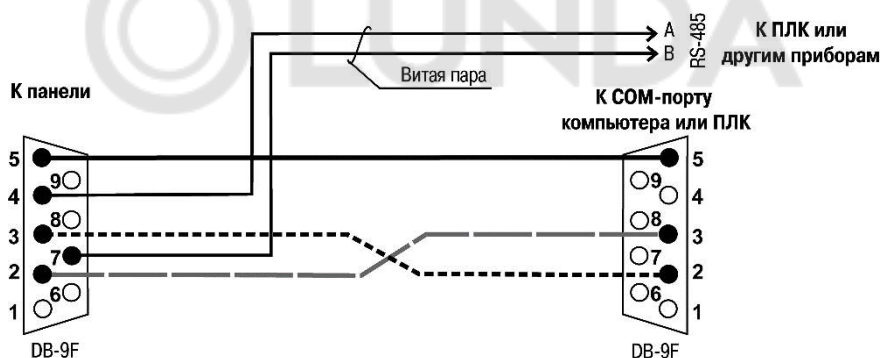 LUNDA
A
B
RS-485
К ПЛК или
другим приборам
Витая пара
К панели
К COM-порту
компьютера или ПЛК
5
9
4
8
3
7
2
6
1
DB-9F
5
9
4
8
3
7
2
6
1
DB-9F